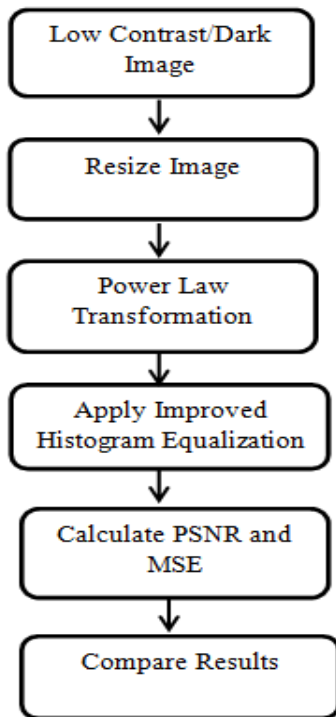 Low Contrast/Dark
Image
Resize Image
Power Law
Transformation
Apply Improved
Histogram Equalization
Calculate PSNR and
MSE
Compare Results